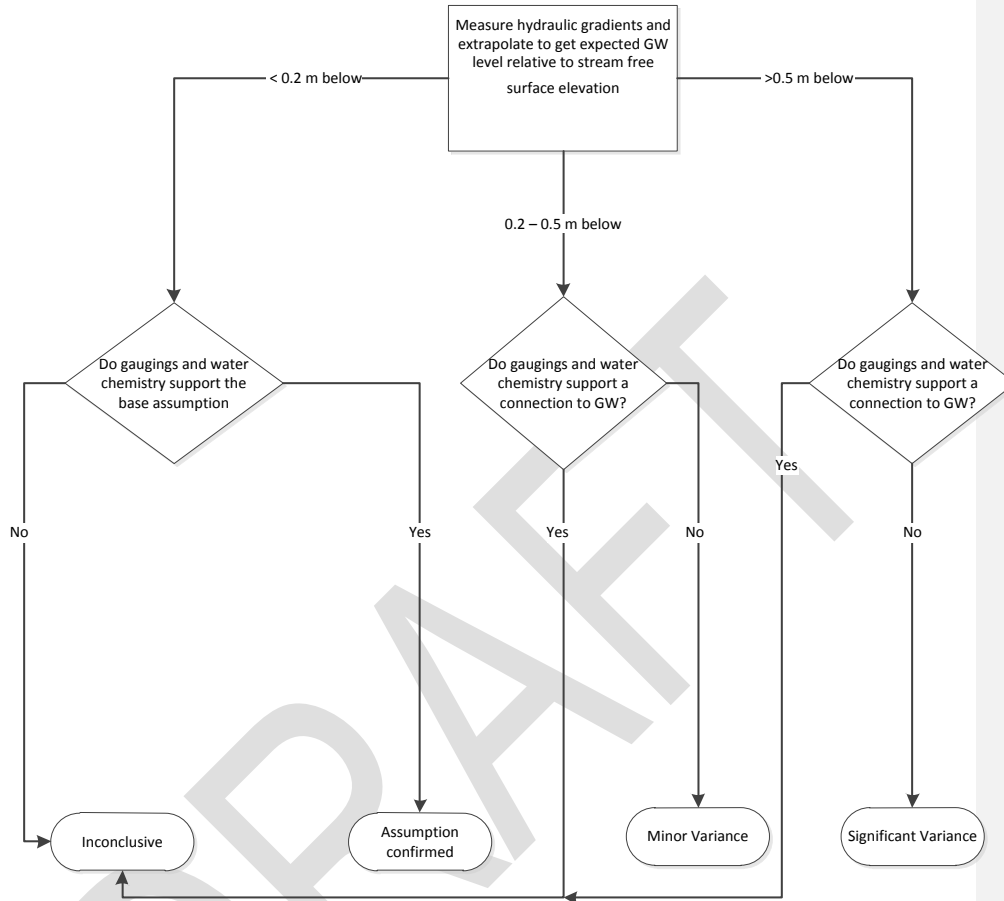 Measure hydraulic gradients and
extrapolate to get expected GW
level relative to stream free
surface elevation
< 0.2 m below
>0.5 m below
0.2 – 0.5 m below
Do gaugings and water
chemistry support the
base assumption
Do gaugings and water
chemistry support a
connection to GW?
Do gaugings and water
chemistry support a
connection to GW?
Yes
No
Yes
Yes
No
No
Inconclusive
Assumption
confirmed
Minor Variance
Significant Variance
DRAFT